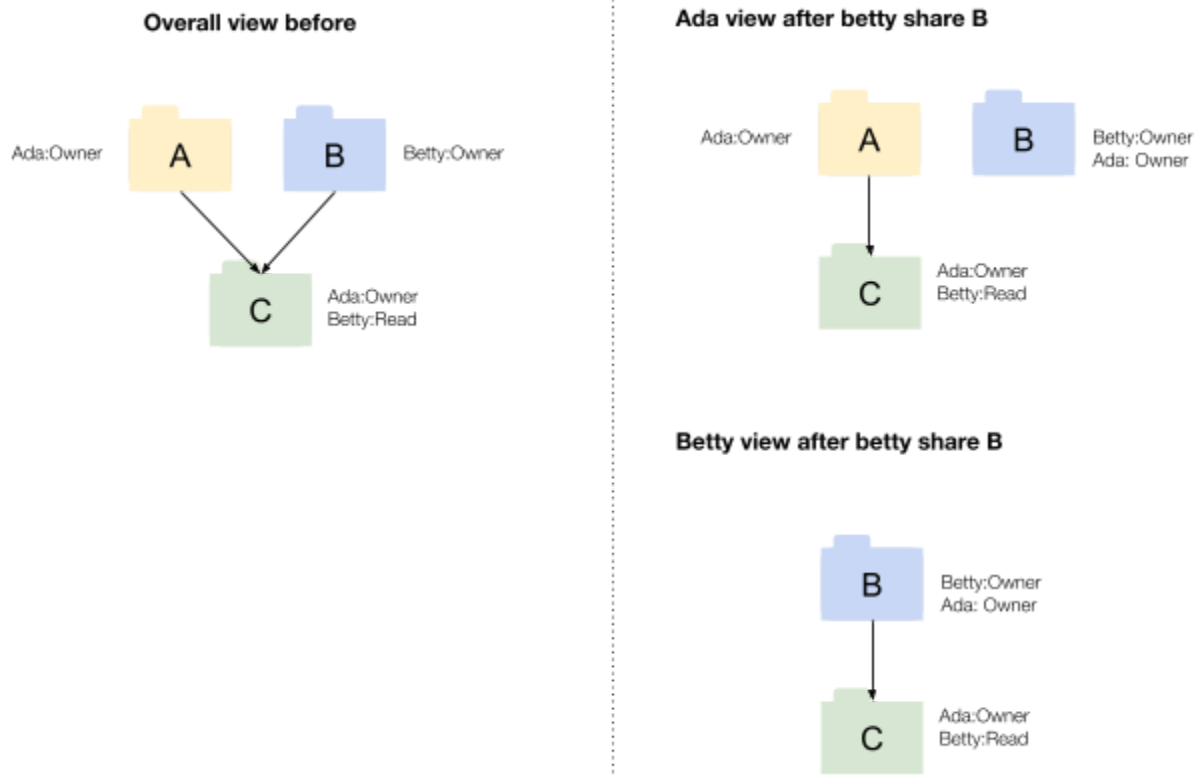 Overall view before
Ada:Owner
A
B
Betty:Owner
C
Ada:Owner
Betty:Read
Ada view after betty share B
Ada:Owner
A
B
Betty:Owner
Ada: Owner
C
Ada:Owner
Betty:Read
Betty view after betty share B
B
Betty:Owner
Ada: Owner
C
Ada:Owner
Betty:Read